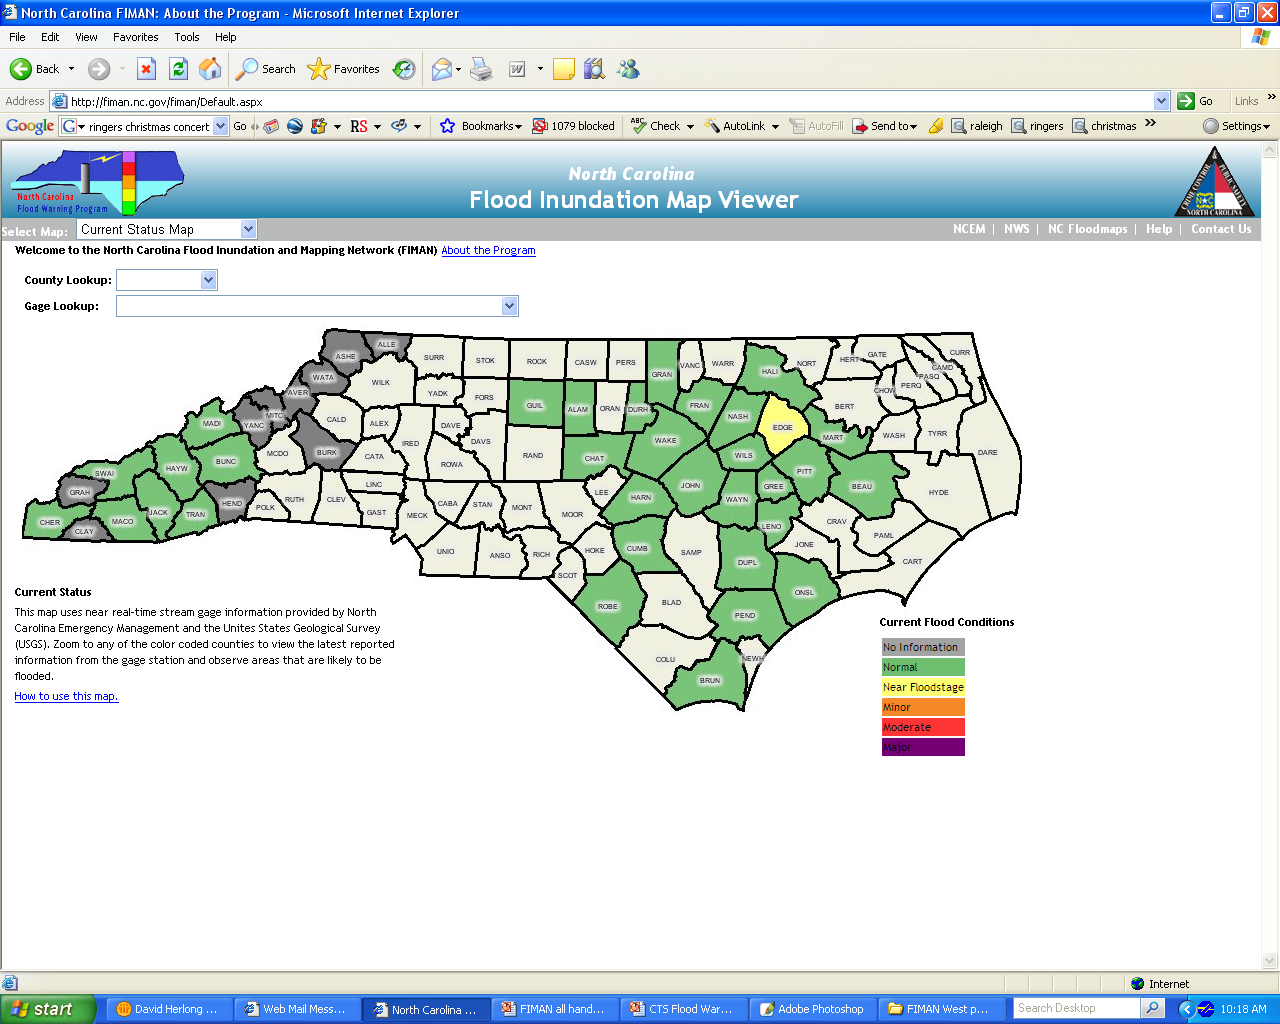 North Carolina FIMAN: About the Program - Microsoft Internet Explorer
File Edit View Favorites Tools Help
Back Search Favorites
Address http://fiman.nc.gov/fiman/Default.aspx Go Links »
Google G ringers christmas concert Go RS Bookmarks 1079 blocked ABC Check AutoLink AutoFill Send to raleigh ringers christmas » Settings
North Carolina
Flood Warning Program
North Carolina
Flood Inundation Map Viewer
CRIME CONTROL & PUBLIC SAFETY
NORTH CAROLINA
Select Map: Current Status Map NCEM | NWS | NC Floodmaps | Help | Contact Us
Welcome to the North Carolina Flood Inundation and Mapping Network (FIMAN) About the Program
County Lookup:
Gage Lookup:
ASHE ALLE SURR STOK ROCK CASW PERS GRAN VANC WARR HALI NORT HERT GATE CURR CAMD PASQ PERQ CHOW
WATA AVER WILK YADK FORS GUIL ALAM ORAN DURH FRAN NASH EDGE MART BERT WASH TYRR DARE
MADI YANC MITC CALD ALEX IRED DAVE DAVS RAND CHAT WAKE WILS PITT BEAU HYDE
SWAI HAYW BUNC MCDO BURK CATA ROWA LEE HARN JOHN WAYN GREE LENO CRAV PAML
GRAH CHER CLAY MACO JACK TRAN HEND POLK RUTH CLEV LINC GAST MECK CABA STAN MONT MOOR
UNIO ANSO RICH SCOT HOKE CUMB SAMP DUPL JONE CART ONSL
ROBE BLAD PEND COLU BRUN NEWH
Current Status
This map uses near real-time stream gage information provided by North
Carolina Emergency Management and the Unites States Geological Survey
(USGS). Zoom to any of the color coded counties to view the latest reported
information from the gage station and observe areas that are likely to be
flooded.
How to use this map.
Current Flood Conditions
No Information
Normal
Near Floodstage
Minor
Moderate
Major
Internet
start David Herlong ... Web Mail Mess... North Carolina ... FIMAN all hand... CTS Flood War... Adobe Photoshop FIMAN West p... Search Desktop 10:18 AM